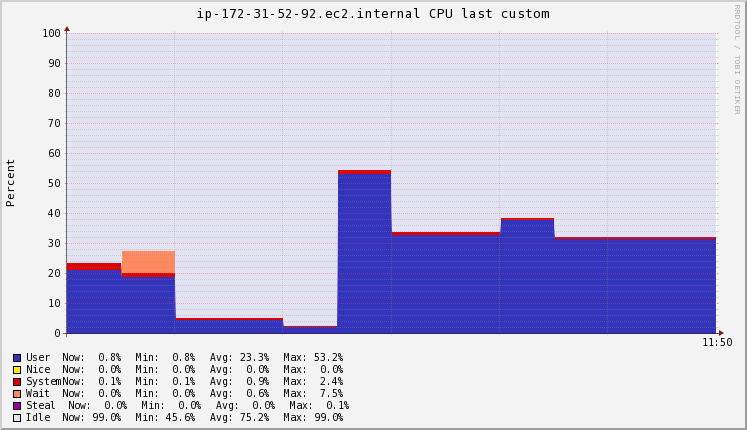 ip-172-31-52-92.ec2.internal CPU last custom
RRDTOOL / TOBI OETIKER
Percent
100
90
80
70
60
50
40
30
20
10
0
11:50
User Now: 0.8% Min: 0.8% Avg: 23.3% Max: 53.2%
Nice Now: 0.0% Min: 0.0% Avg: 0.0% Max: 0.0%
System Now: 0.1% Min: 0.1% Avg: 0.9% Max: 2.4%
Wait Now: 0.0% Min: 0.0% Avg: 0.6% Max: 7.5%
Steal Now: 0.0% Min: 0.0% Avg: 0.0% Max: 0.1%
Idle Now: 99.0% Min: 45.6% Avg: 75.2% Max: 99.0%